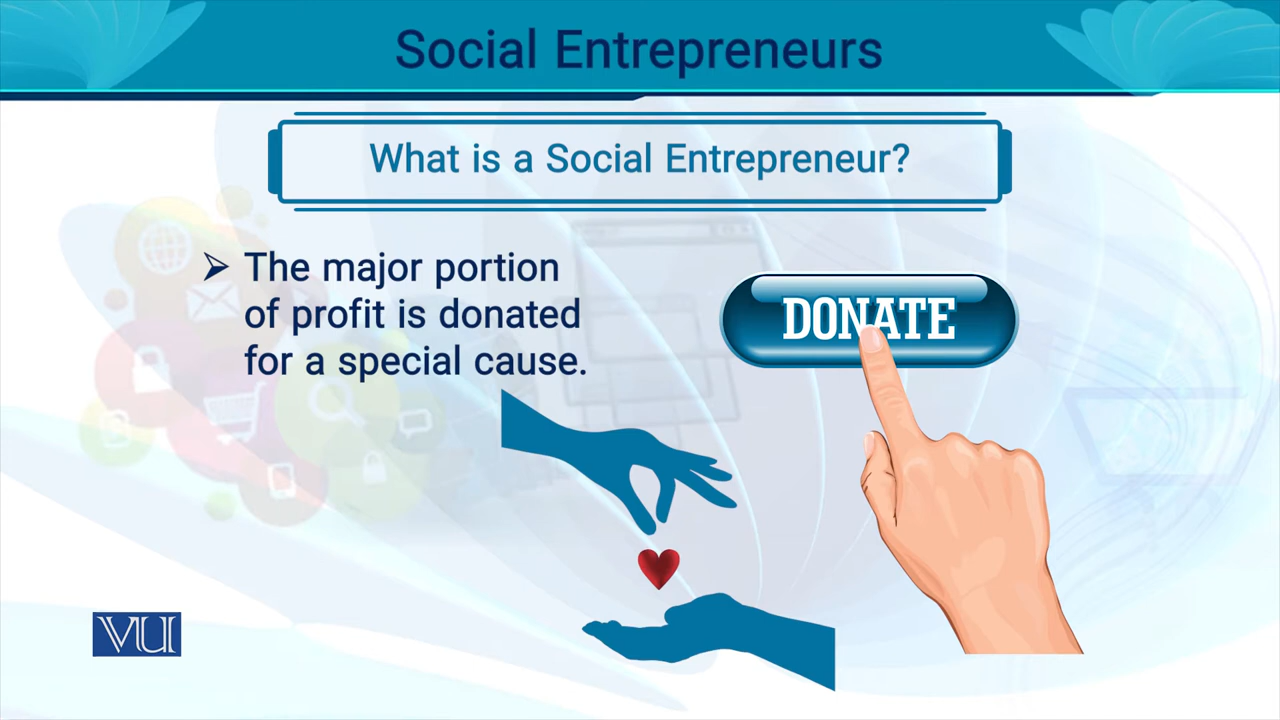 Social Entrepreneurs
What is a Social Entrepreneur?
The major portion
of profit is donated
for a special cause.
DONATE
VU